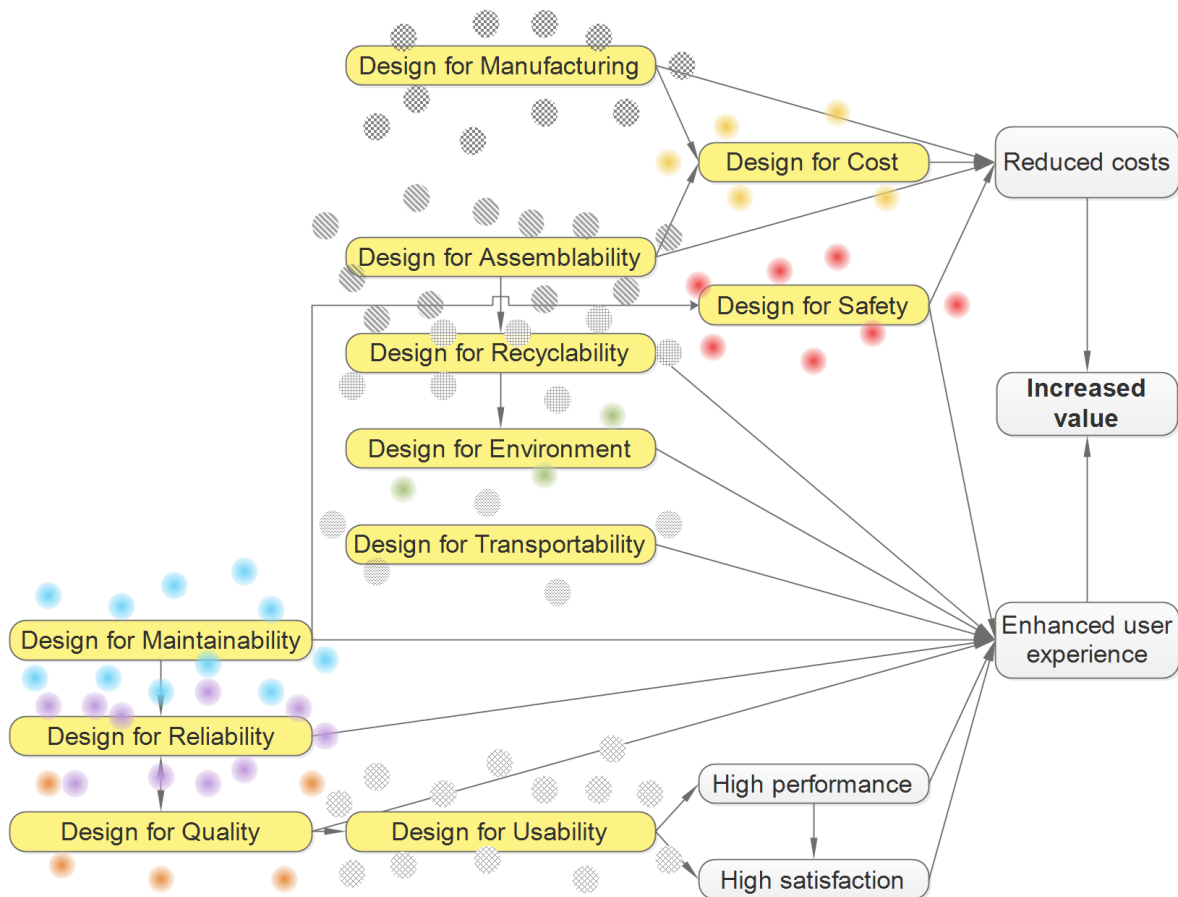 Design for Manufacturing
Design for Cost
Reduced costs
Design for Assemblability
Design for Safety
Design for Recyclability
Increased
value
Design for Environment
Design for Transportability
Design for Maintainability
Enhanced user
experience
Design for Reliability
High performance
Design for Quality
Design for Usability
High satisfaction